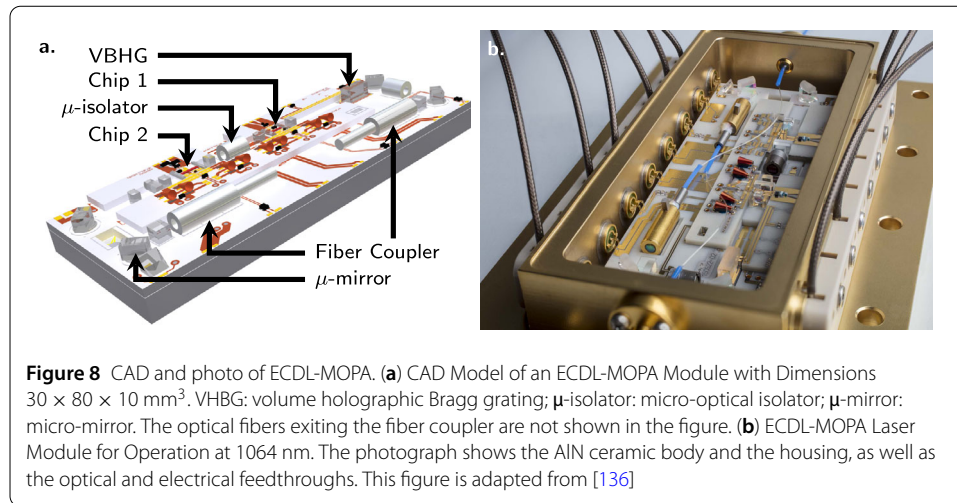 a.
VBHG
Chip 1
μ-isolator
Chip 2
Fiber Coupler
μ-mirror
b.
Figure 8 CAD and photo of ECDL-MOPA. (a) CAD Model of an ECDL-MOPA Module with Dimensions
30 × 80 × 10 mm³. VHBG: volume holographic Bragg grating; μ-isolator: micro-optical isolator; μ-mirror:
micro-mirror. The optical fibers exiting the fiber coupler are not shown in the figure. (b) ECDL-MOPA Laser
Module for Operation at 1064 nm. The photograph shows the AlN ceramic body and the housing, as well as
the optical and electrical feedthroughs. This figure is adapted from [136]